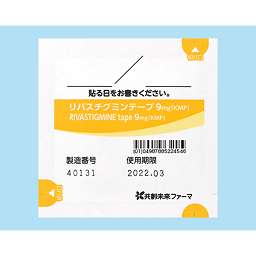 貼る日をお書きください。
リバスチグミンテープ 9mg「KMP」
RIVASTIGMINE tape 9mg「KMP」
(01)04987885224546
製造番号 使用期限
40131 2022.03
共創未来ファーマ